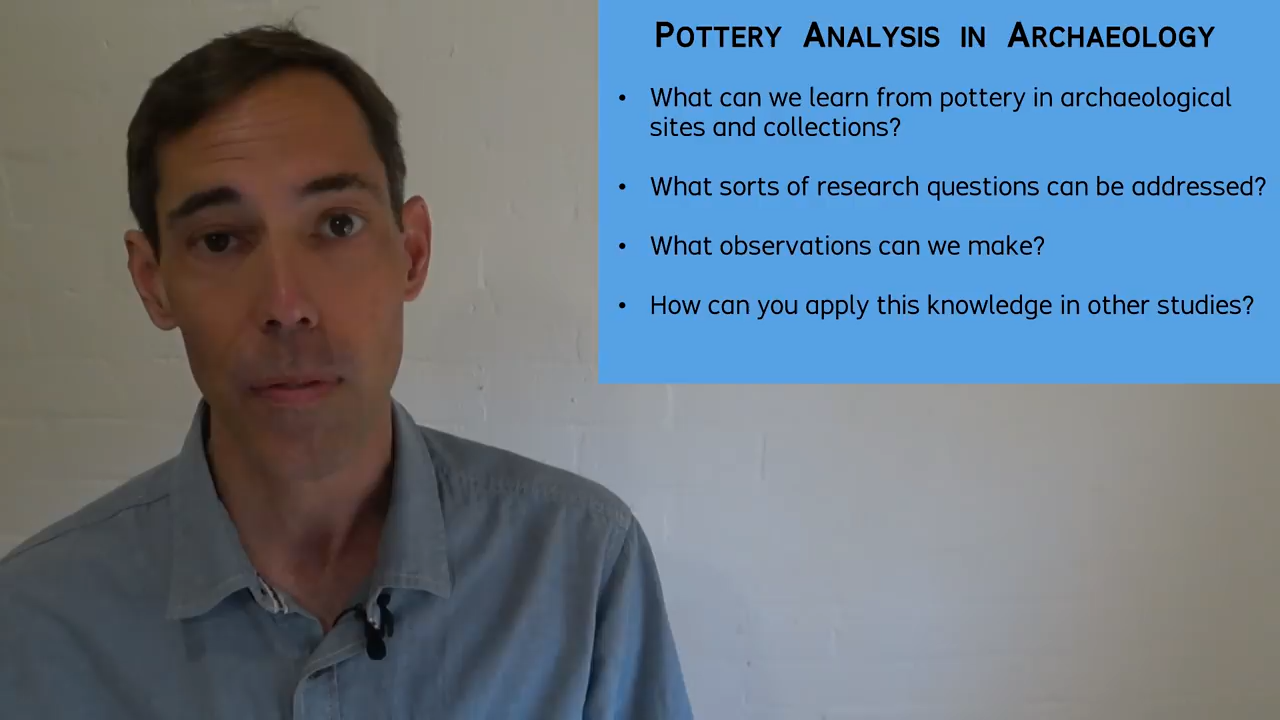 Pottery Analysis in Archaeology
• What can we learn from pottery in archaeological
sites and collections?
• What sorts of research questions can be addressed?
• What observations can we make?
• How can you apply this knowledge in other studies?